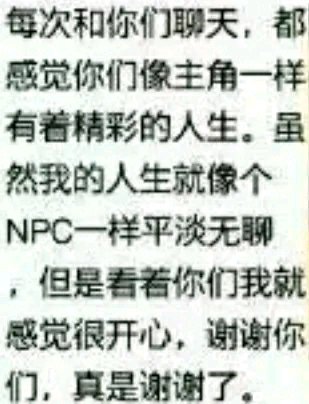 每次和你们聊天，都
感觉你们像主角一样
有着精彩的人生。虽
然我的人生就像个
NPC一样平淡无聊
，但是看着你们我就
感觉很开心，谢谢你
们，真是谢谢了。